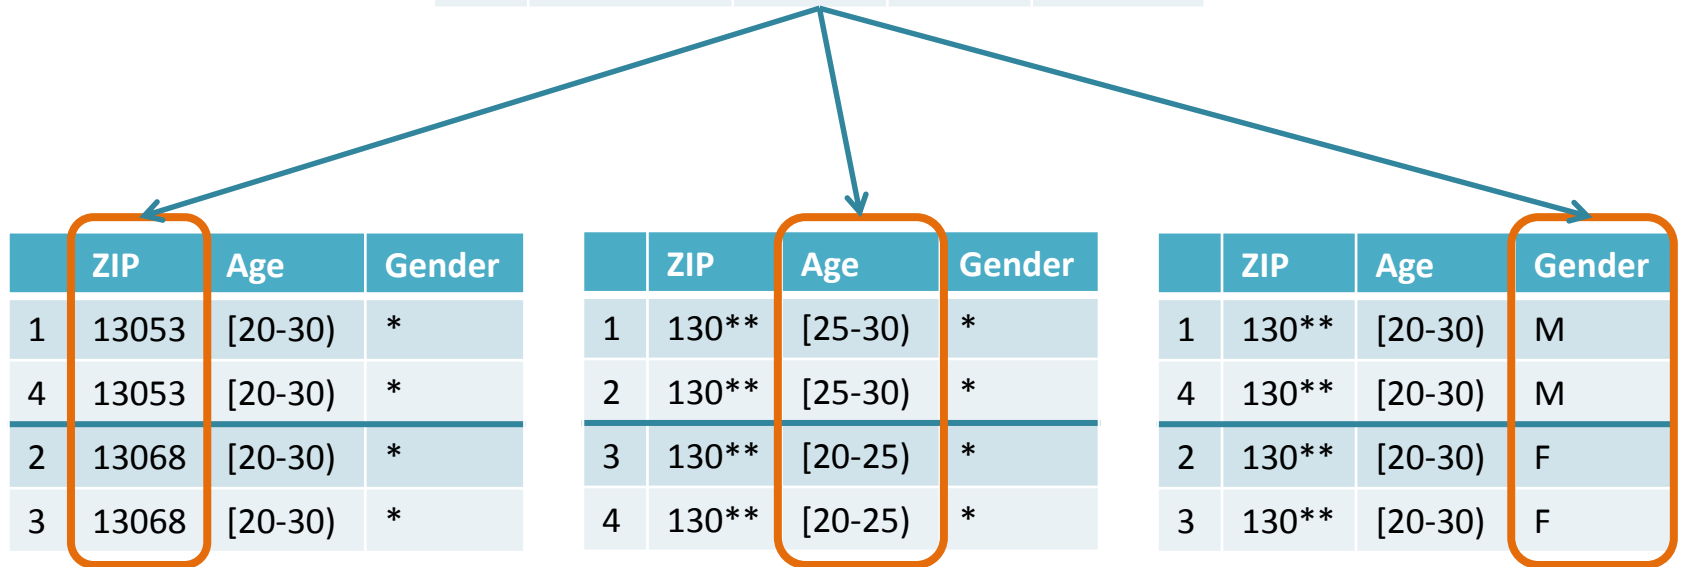 ZIP Age Gender
1 13053 [20-30) *
4 13053 [20-30) *
2 13068 [20-30) *
3 13068 [20-30) *
ZIP Age Gender
1 130** [25-30) *
2 130** [25-30) *
3 130** [20-25) *
4 130** [20-25) *
ZIP Age Gender
1 130** [20-30) M
4 130** [20-30) M
2 130** [20-30) F
3 130** [20-30) F